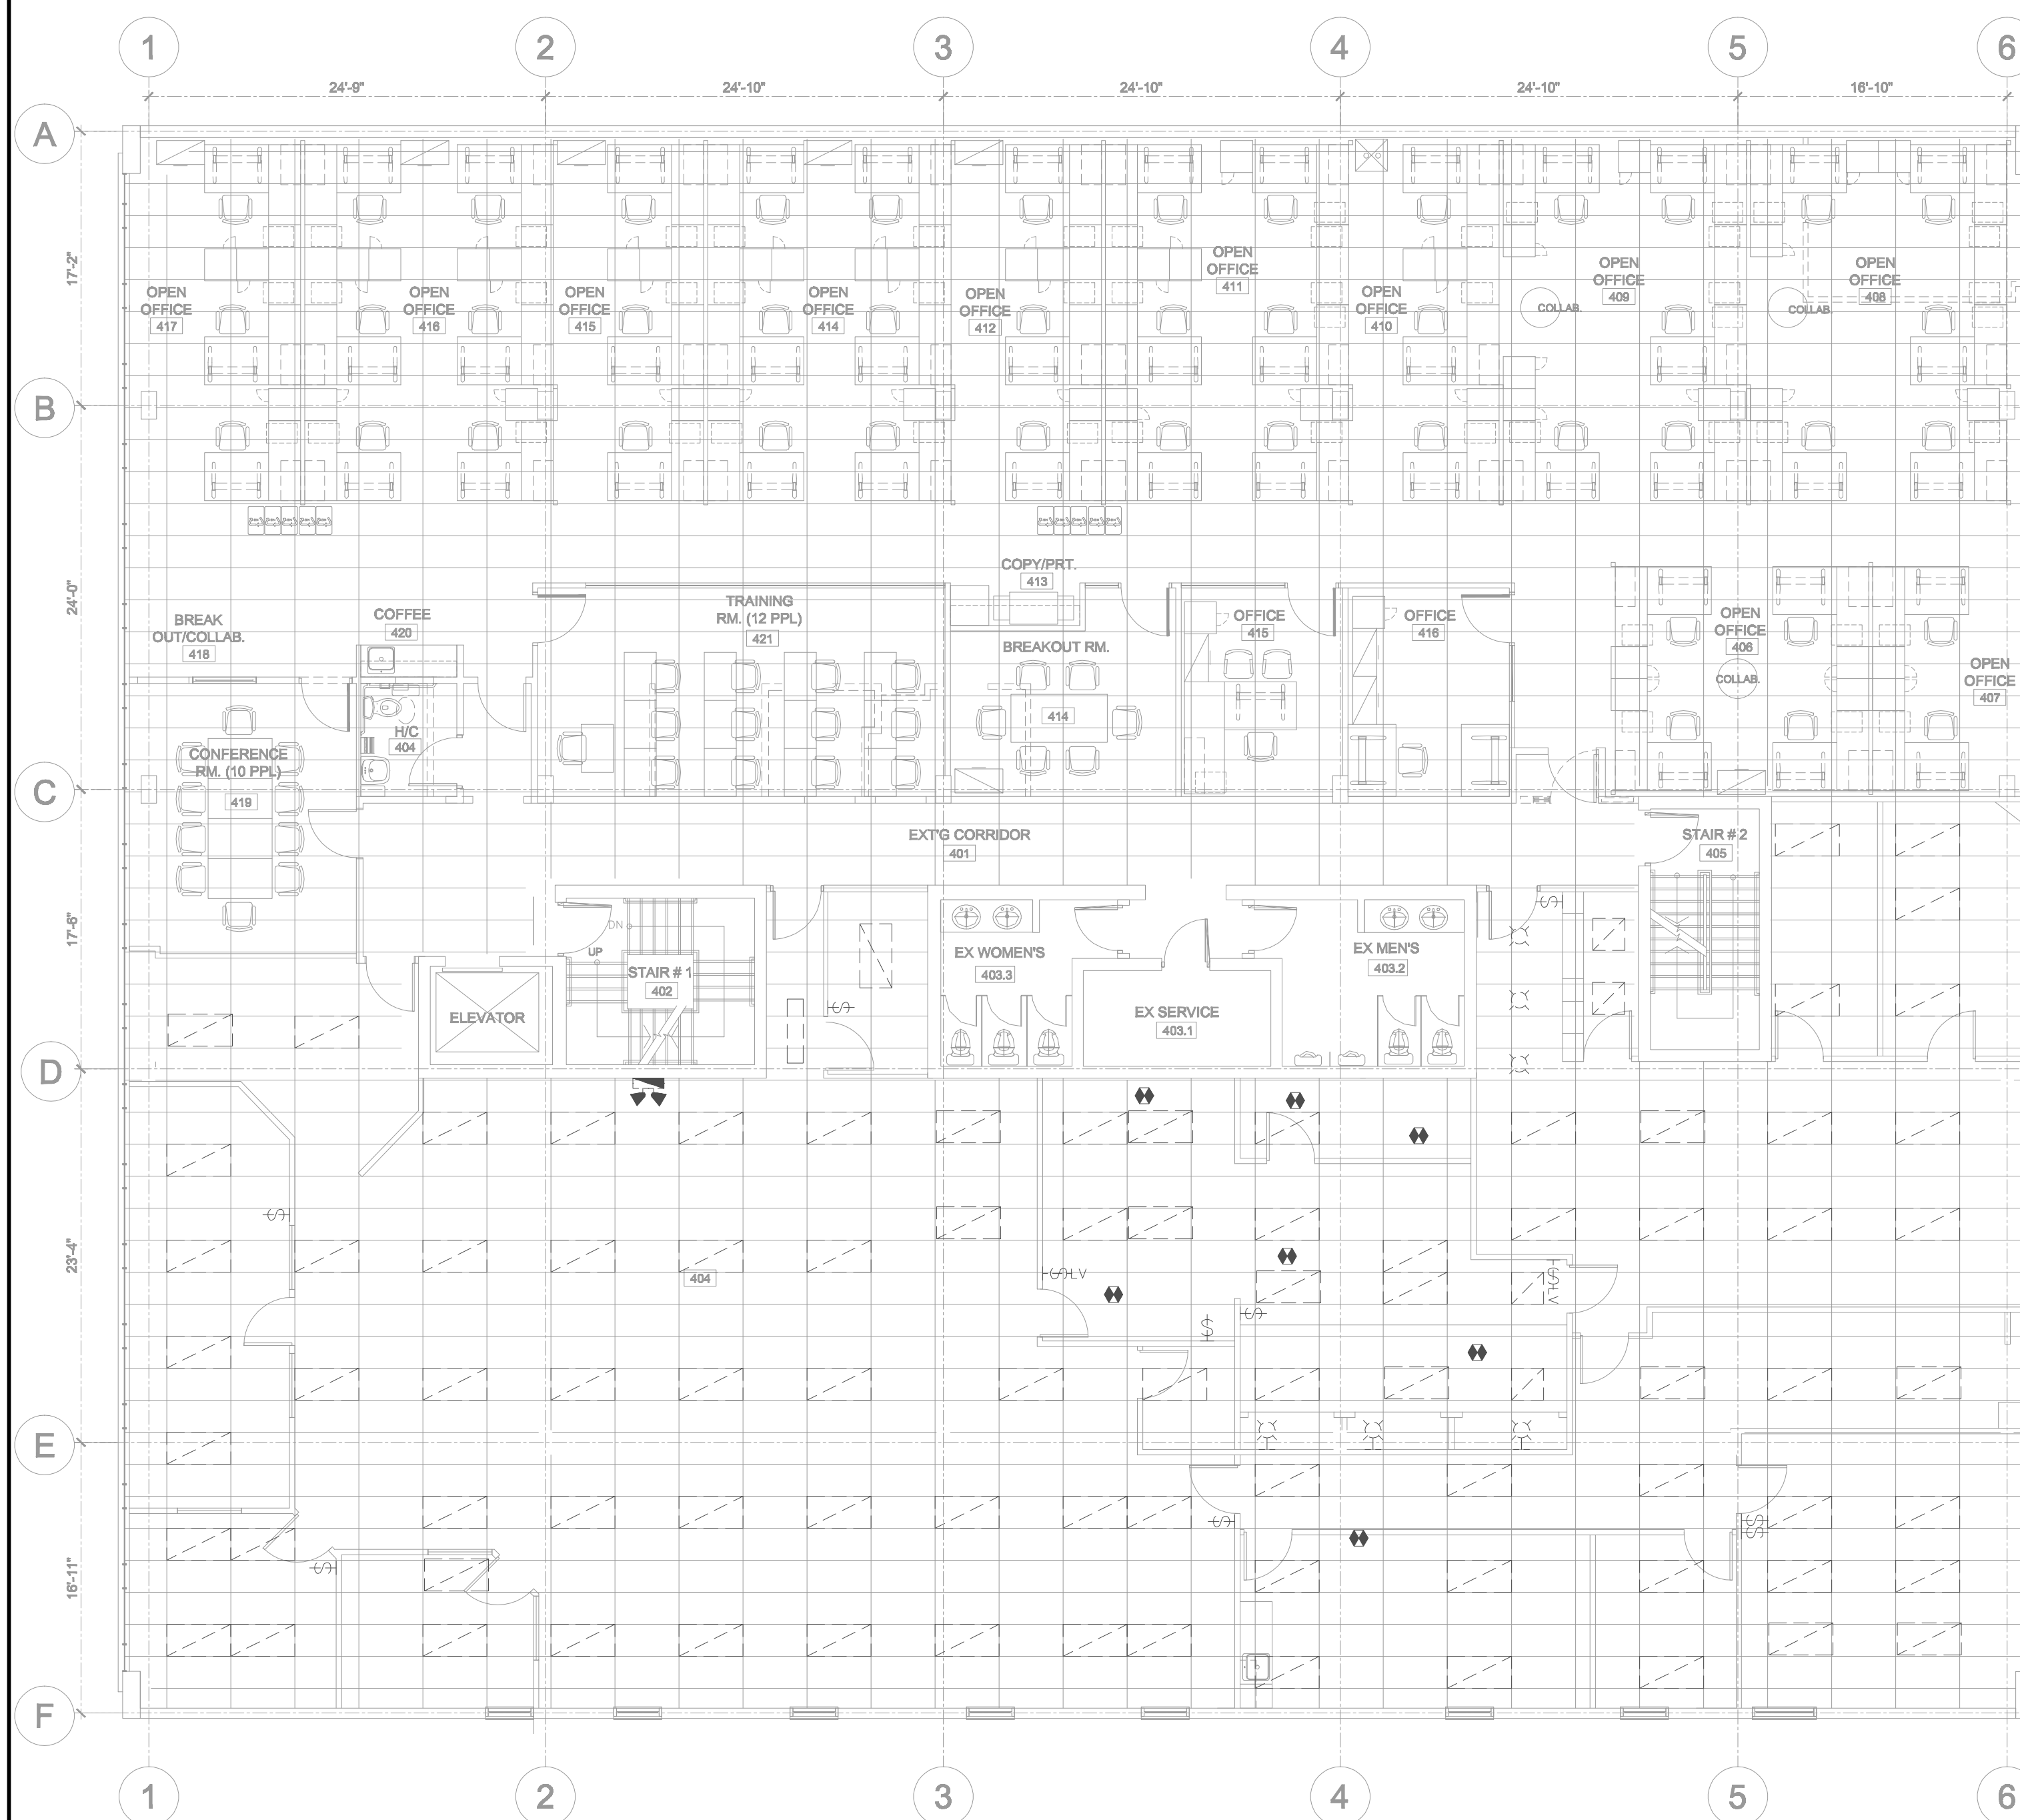 1 2 3 4 5 6
24'-9" 24'-10" 24'-10" 24'-10" 16'-10"
A
17'-2"
OPEN
OFFICE
417
OPEN
OFFICE
416
OPEN
OFFICE
415
OPEN
OFFICE
414
OPEN
OFFICE
412
OPEN
OFFICE
411
OPEN
OFFICE
410
OPEN
OFFICE
409
COLLAB.
OPEN
OFFICE
408
COLLAB.
B
24'-0"
BREAK
OUT/COLLAB.
418
COFFEE
420
TRAINING
RM. (12 PPL)
421
COPY/PRT.
413
BREAKOUT RM.
414
OFFICE
415
OFFICE
416
OPEN
OFFICE
406
COLLAB.
OPEN
OFFICE
407
H/C
404
CONFERENCE
RM. (10 PPL)
419
C
17'-6"
EXT'G CORRIDOR
401
STAIR # 2
405
DN
UP
STAIR # 1
402
ELEVATOR
EX WOMEN'S
403.3
EX SERVICE
403.1
EX MEN'S
403.2
$
$
D
23'-4"
$
404
$LV
$LV
$
$
E
16'-11"
$
$
$
$
F
1 2 3 4 5 6